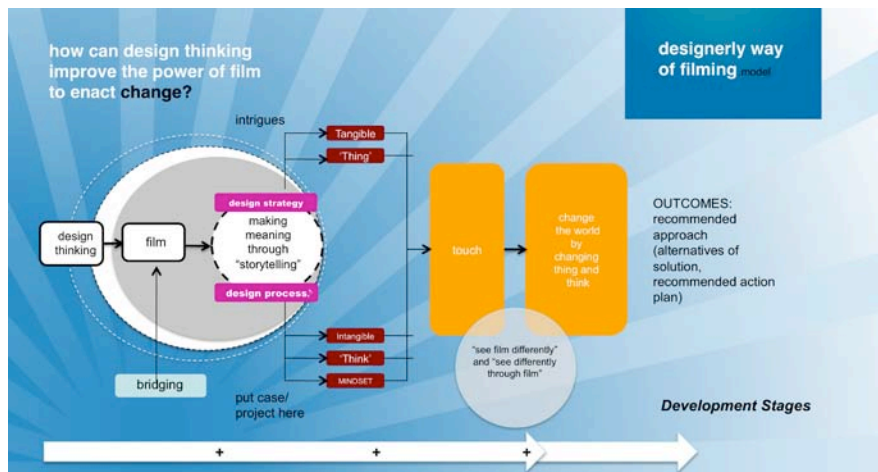 how can design thinking
improve the power of film
to enact change?
designerly way
of filming.model
intrigues
Tangible
'Thing'
design strategy
making
meaning
through
"storytelling"
design process.
design
thinking
film
touch
change
the world
by
changing
thing and
think
OUTCOMES:
recommended
approach
(alternatives of
solution,
recommended action
plan)
Intangible
'Think'
MINDSET
"see film differently"
and "see differently
through film"
bridging
put case/
project here
Development Stages
+
+
+